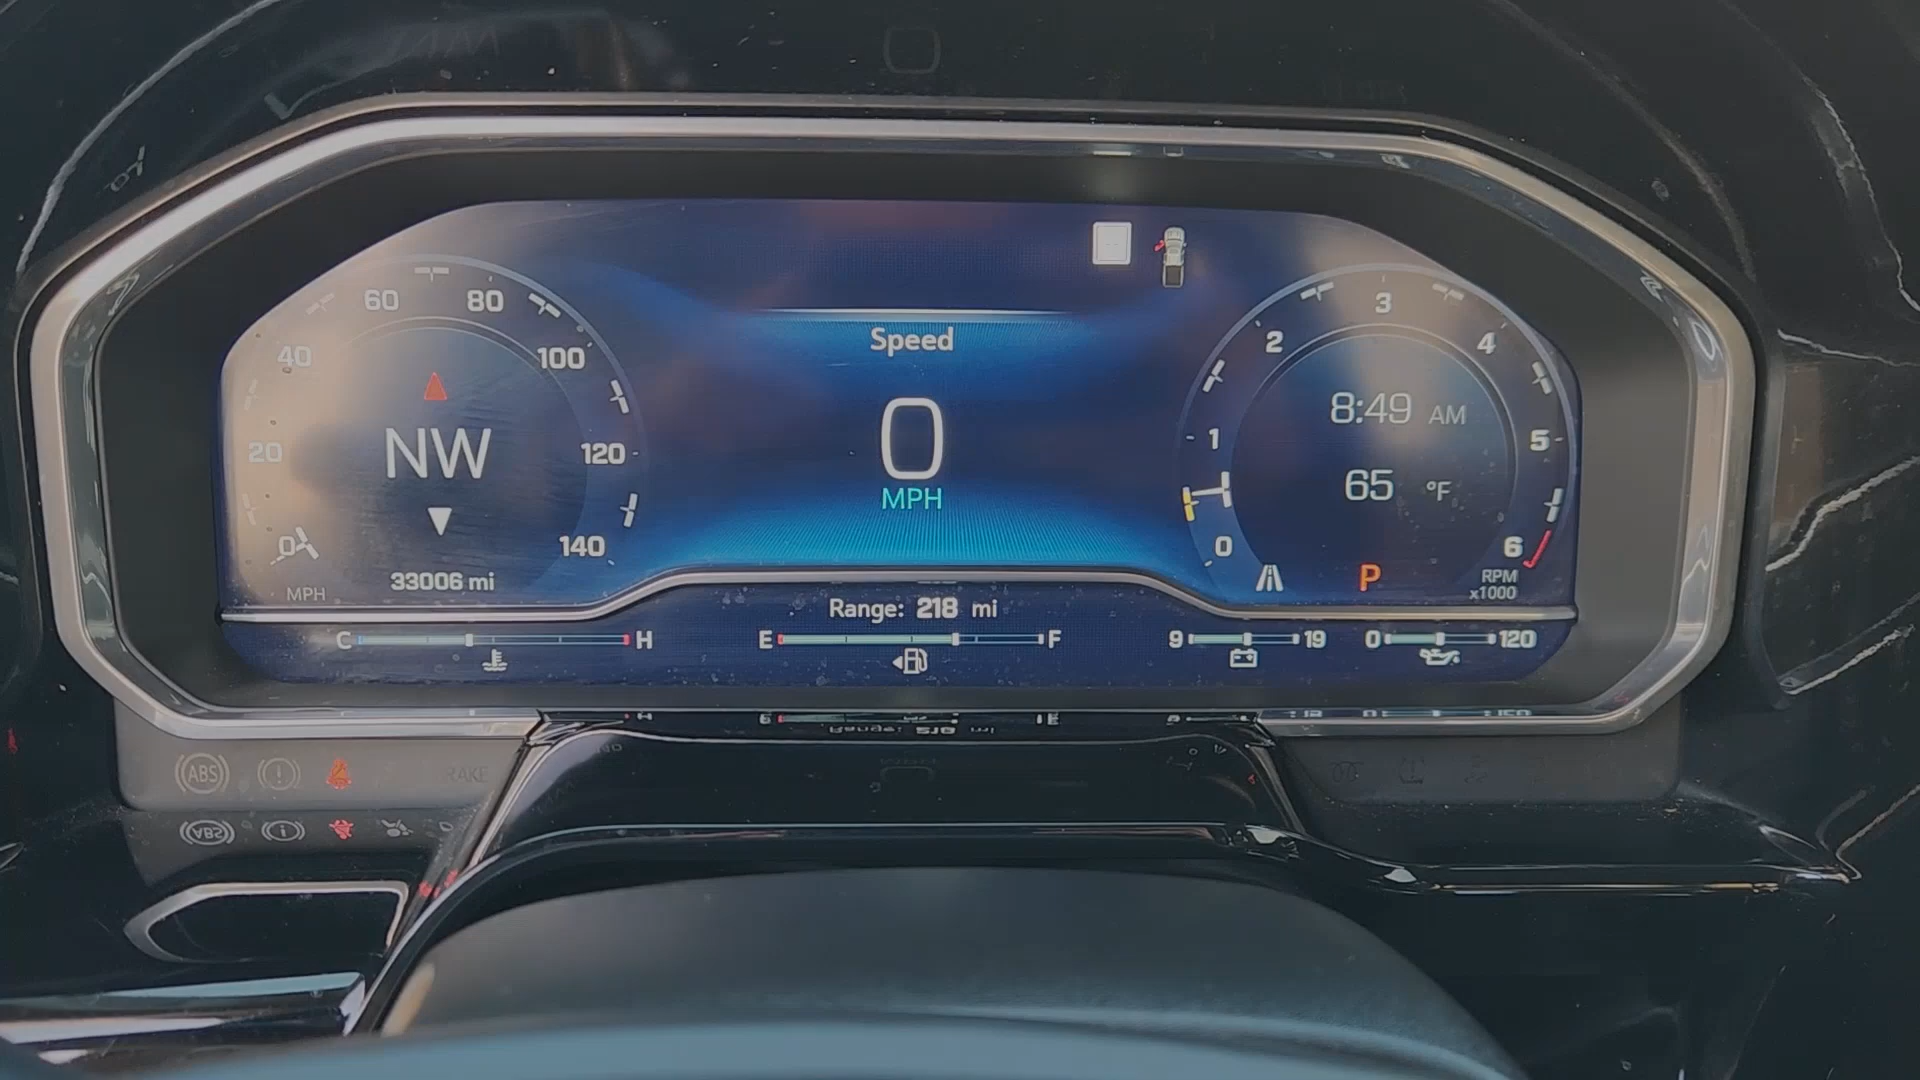 60 80
40 100
20 120
0 140
MPH
NW
33006 mi
Speed
0
MPH
3
2 4
1 5
0 6
8:49 AM
65 °F
P
RPM
x1000
Range: 218 mi
C H
E F
9 19
0 120
ABS